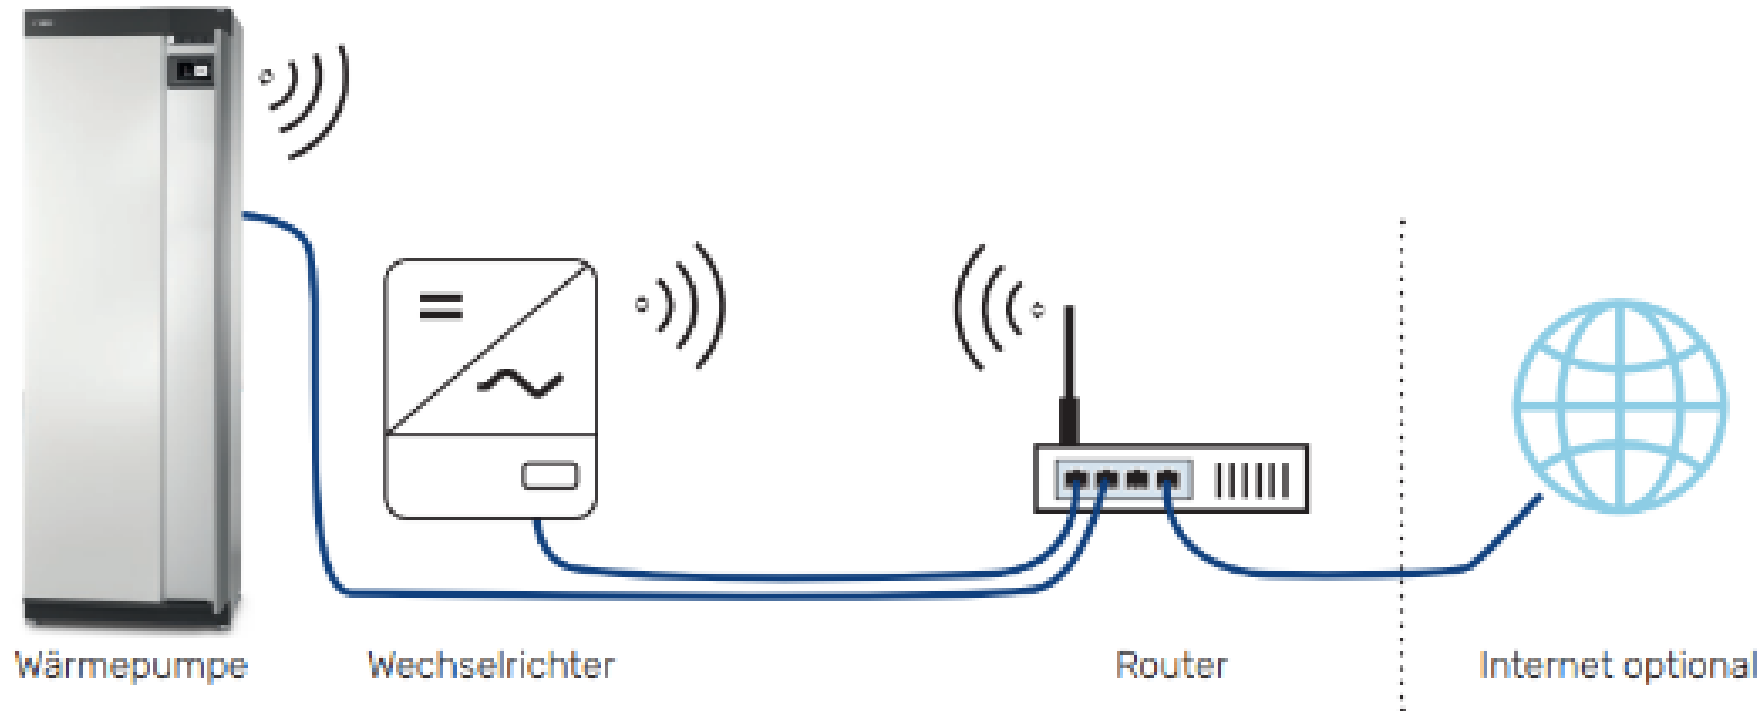 Wärmepumpe
Wechselrichter
Router
Internet optional